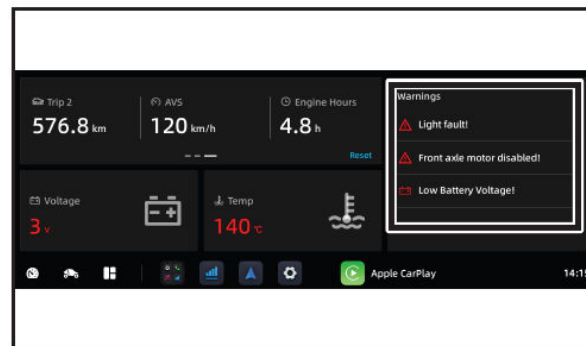 Trip 2
576.8 km
AVS
120 km/h
Engine Hours
4.8 h
Reset
Warnings
Light fault!
Front axle motor disabled!
Low Battery Voltage!
Voltage
3 v
Temp
140 ℃
Apple CarPlay
14:15